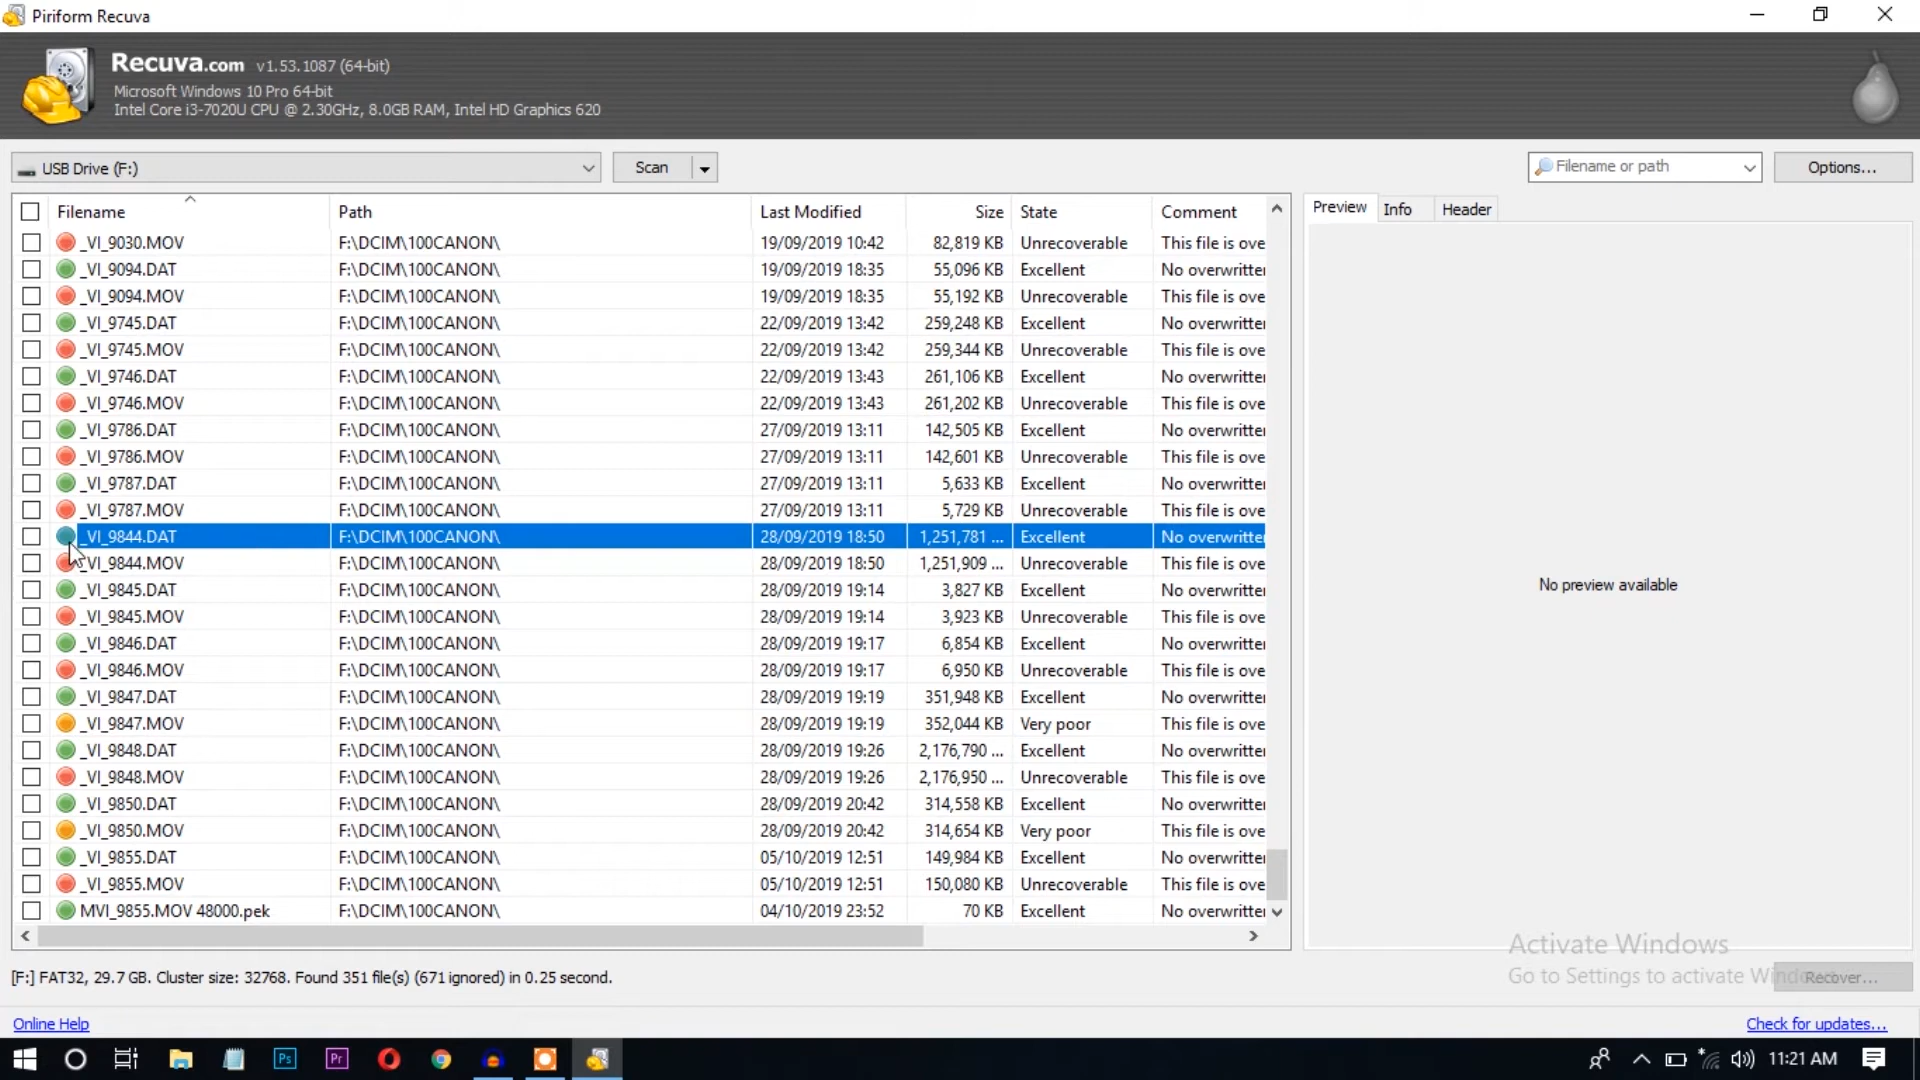 Piriform Recuva
Recuva.com v1.53.1087 (64-bit)
Microsoft Windows 10 Pro 64-bit
Intel Core i3-7020U CPU @ 2.30GHz, 8.0GB RAM, Intel HD Graphics 620
USB Drive (F:) Scan Filename or path Options...
Filename Path Last Modified Size State Comment Preview Info Header
_VI_9030.MOV F:\DCIM\100CANON\ 19/09/2019 10:42 82,819 KB Unrecoverable This file is ove
_VI_9094.DAT F:\DCIM\100CANON\ 19/09/2019 18:35 55,096 KB Excellent No overwritter
_VI_9094.MOV F:\DCIM\100CANON\ 19/09/2019 18:35 55,192 KB Unrecoverable This file is ove
_VI_9745.DAT F:\DCIM\100CANON\ 22/09/2019 13:42 259,248 KB Excellent No overwritter
_VI_9745.MOV F:\DCIM\100CANON\ 22/09/2019 13:42 259,344 KB Unrecoverable This file is ove
_VI_9746.DAT F:\DCIM\100CANON\ 22/09/2019 13:43 261,106 KB Excellent No overwritter
_VI_9746.MOV F:\DCIM\100CANON\ 22/09/2019 13:43 261,202 KB Unrecoverable This file is ove
_VI_9786.DAT F:\DCIM\100CANON\ 27/09/2019 13:11 142,505 KB Excellent No overwritter
_VI_9786.MOV F:\DCIM\100CANON\ 27/09/2019 13:11 142,601 KB Unrecoverable This file is ove
_VI_9787.DAT F:\DCIM\100CANON\ 27/09/2019 13:11 5,633 KB Excellent No overwritter
_VI_9787.MOV F:\DCIM\100CANON\ 27/09/2019 13:11 5,729 KB Unrecoverable This file is ove
_VI_9844.DAT F:\DCIM\100CANON\ 28/09/2019 18:50 1,251,781 ... Excellent No overwritter
_VI_9844.MOV F:\DCIM\100CANON\ 28/09/2019 18:50 1,251,909 ... Unrecoverable This file is ove
_VI_9845.DAT F:\DCIM\100CANON\ 28/09/2019 19:14 3,827 KB Excellent No overwritter
No preview available
_VI_9845.MOV F:\DCIM\100CANON\ 28/09/2019 19:14 3,923 KB Unrecoverable This file is ove
_VI_9846.DAT F:\DCIM\100CANON\ 28/09/2019 19:17 6,854 KB Excellent No overwritter
_VI_9846.MOV F:\DCIM\100CANON\ 28/09/2019 19:17 6,950 KB Unrecoverable This file is ove
_VI_9847.DAT F:\DCIM\100CANON\ 28/09/2019 19:19 351,948 KB Excellent No overwritter
_VI_9847.MOV F:\DCIM\100CANON\ 28/09/2019 19:19 352,044 KB Very poor This file is ove
_VI_9848.DAT F:\DCIM\100CANON\ 28/09/2019 19:26 2,176,790 ... Excellent No overwritter
_VI_9848.MOV F:\DCIM\100CANON\ 28/09/2019 19:26 2,176,950 ... Unrecoverable This file is ove
_VI_9850.DAT F:\DCIM\100CANON\ 28/09/2019 20:42 314,558 KB Excellent No overwritter
_VI_9850.MOV F:\DCIM\100CANON\ 28/09/2019 20:42 314,654 KB Very poor This file is ove
_VI_9855.DAT F:\DCIM\100CANON\ 05/10/2019 12:51 149,984 KB Excellent No overwritter
_VI_9855.MOV F:\DCIM\100CANON\ 05/10/2019 12:51 150,080 KB Unrecoverable This file is ove
MVI_9855.MOV 48000.pek F:\DCIM\100CANON\ 04/10/2019 23:52 70 KB Excellent No overwritter
Activate Windows
Go to Settings to activate Windows.
[F:] FAT32, 29.7 GB. Cluster size: 32768. Found 351 file(s) (671 ignored) in 0.25 second. Recover...
Online Help Check for updates...
Ps Pr 11:21 AM